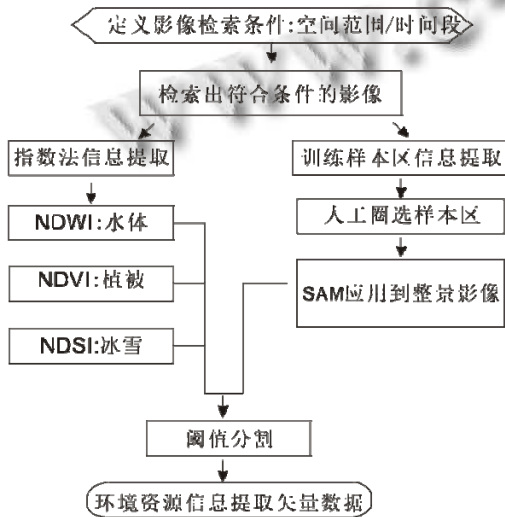 定义影像检索条件:空间范围/时间段
检索出符合条件的影像
指数法信息提取
训练样本区信息提取
NDWI:水体
人工圈选样本区
NDVI:植被
SAM应用到整景影像
NDSI:冰雪
阈值分割
环境资源信息提取矢量数据